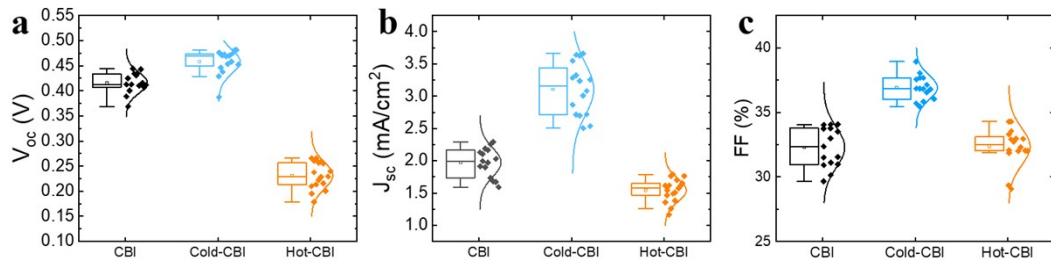 a
V_oc (V)
0.55
0.50
0.45
0.40
0.35
0.30
0.25
0.20
0.15
0.10
CBI Cold-CBI Hot-CBI
b
J_sc (mA/cm²)
4.0
3.5
3.0
2.5
2.0
1.5
1.0
CBI Cold-CBI Hot-CBI
c
FF (%)
40
35
30
25
CBI Cold-CBI Hot-CBI